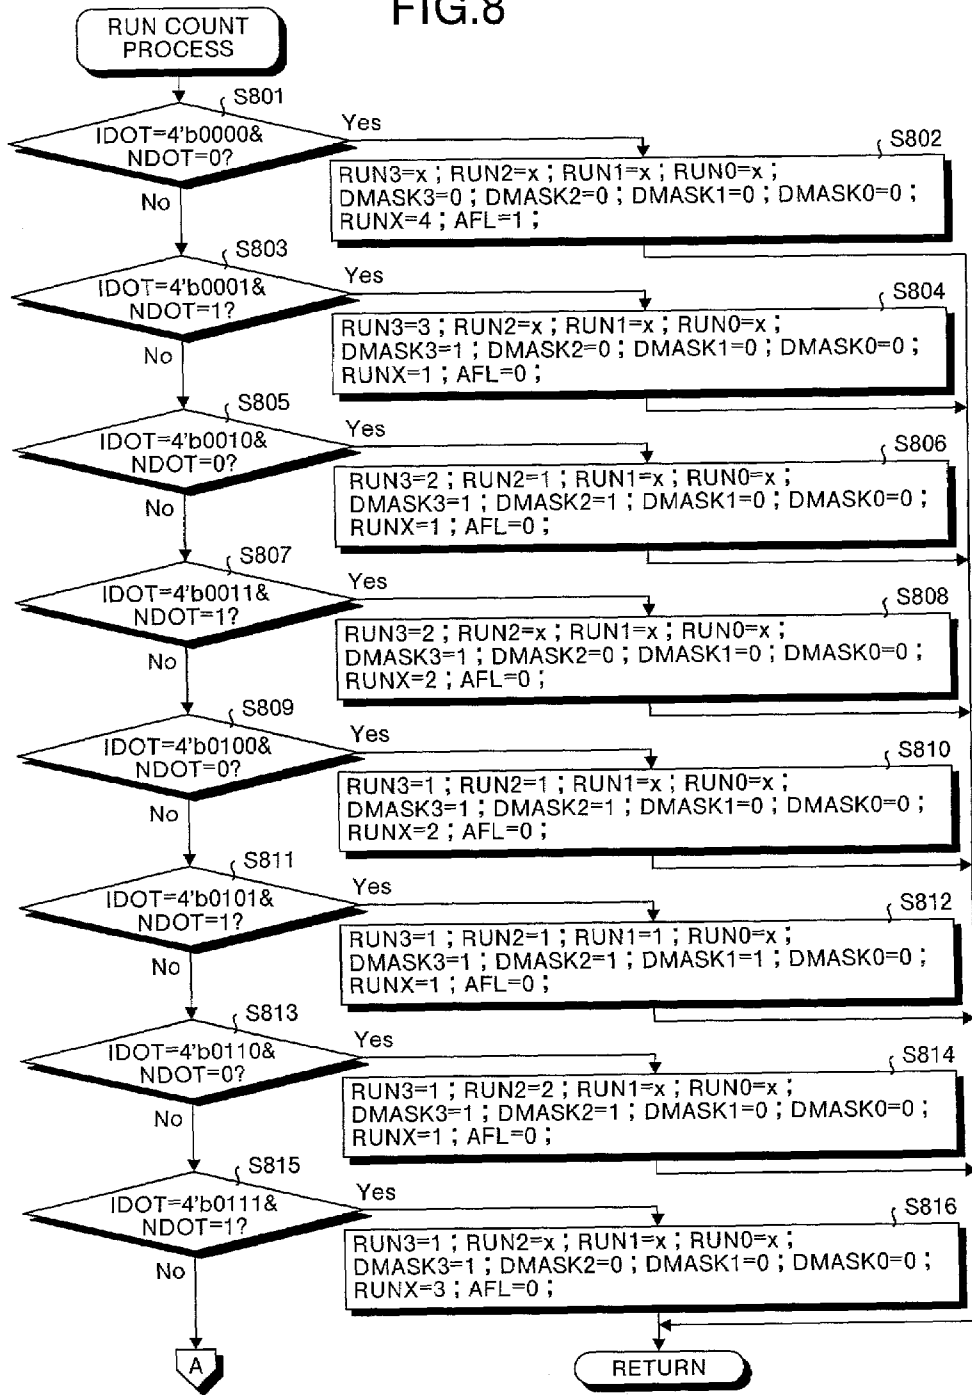 FIG.8
RUN COUNT
PROCESS
S801
IDOT=4'b0000&
NDOT=0?
Yes
No
S802
RUN3=x ; RUN2=x ; RUN1=x ; RUN0=x ;
DMASK3=0 ; DMASK2=0 ; DMASK1=0 ; DMASK0=0 ;
RUNX=4 ; AFL=1 ;
S803
IDOT=4'b0001&
NDOT=1?
Yes
No
S804
RUN3=3 ; RUN2=x ; RUN1=x ; RUN0=x ;
DMASK3=1 ; DMASK2=0 ; DMASK1=0 ; DMASK0=0 ;
RUNX=1 ; AFL=0 ;
S805
IDOT=4'b0010&
NDOT=0?
Yes
No
S806
RUN3=2 ; RUN2=1 ; RUN1=x ; RUN0=x ;
DMASK3=1 ; DMASK2=1 ; DMASK1=0 ; DMASK0=0 ;
RUNX=1 ; AFL=0 ;
S807
IDOT=4'b0011&
NDOT=1?
Yes
No
S808
RUN3=2 ; RUN2=x ; RUN1=x ; RUN0=x ;
DMASK3=1 ; DMASK2=0 ; DMASK1=0 ; DMASK0=0 ;
RUNX=2 ; AFL=0 ;
S809
IDOT=4'b0100&
NDOT=0?
Yes
No
S810
RUN3=1 ; RUN2=1 ; RUN1=x ; RUN0=x ;
DMASK3=1 ; DMASK2=1 ; DMASK1=0 ; DMASK0=0 ;
RUNX=2 ; AFL=0 ;
S811
IDOT=4'b0101&
NDOT=1?
Yes
No
S812
RUN3=1 ; RUN2=1 ; RUN1=1 ; RUN0=x ;
DMASK3=1 ; DMASK2=1 ; DMASK1=1 ; DMASK0=0 ;
RUNX=1 ; AFL=0 ;
S813
IDOT=4'b0110&
NDOT=0?
Yes
No
S814
RUN3=1 ; RUN2=2 ; RUN1=x ; RUN0=x ;
DMASK3=1 ; DMASK2=1 ; DMASK1=0 ; DMASK0=0 ;
RUNX=1 ; AFL=0 ;
S815
IDOT=4'b0111&
NDOT=1?
Yes
No
S816
RUN3=1 ; RUN2=x ; RUN1=x ; RUN0=x ;
DMASK3=1 ; DMASK2=0 ; DMASK1=0 ; DMASK0=0 ;
RUNX=3 ; AFL=0 ;
A
RETURN